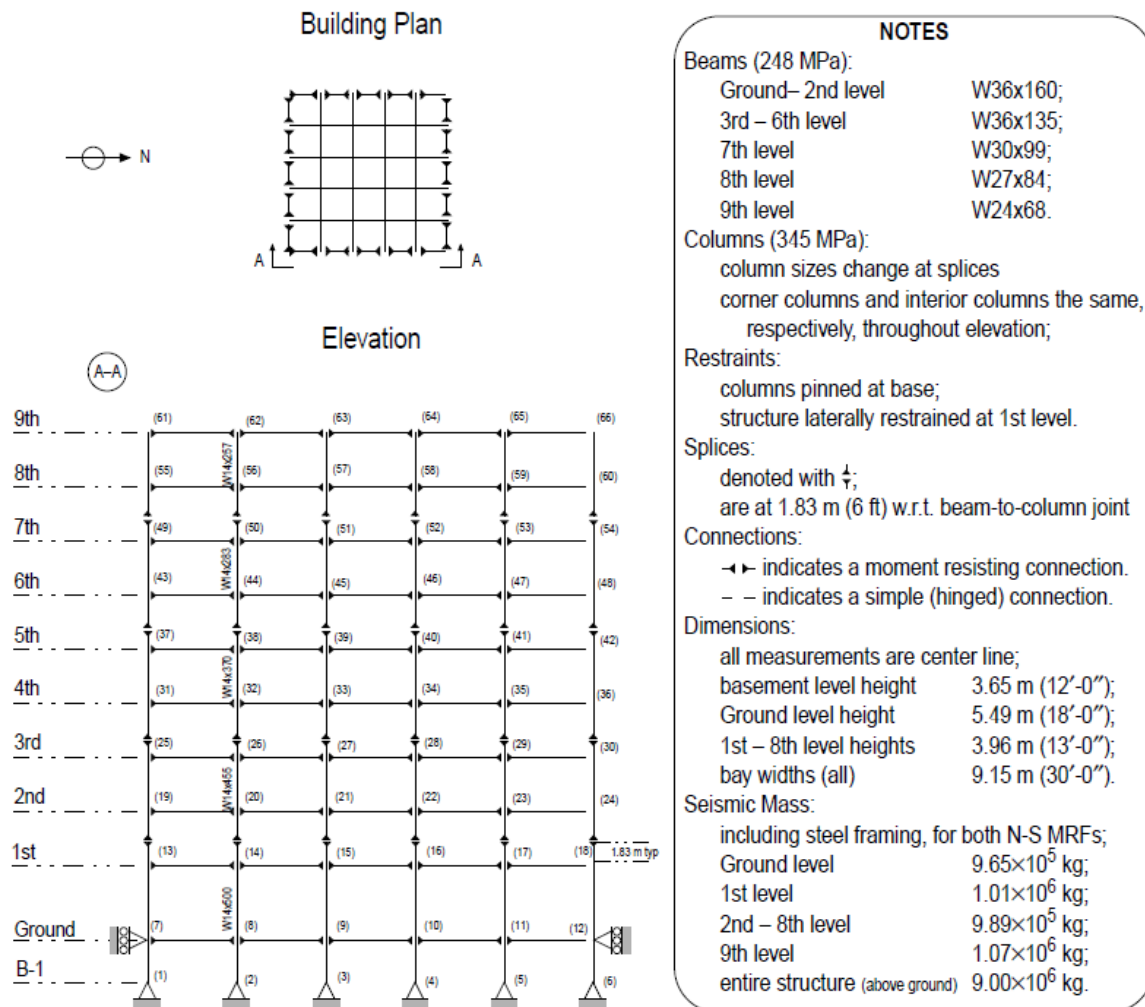 Building Plan
N
A
A
Elevation
A–A
9th
(61)
(62)
(63)
(64)
(65)
(66)
W14x257
8th
(55)
(56)
(57)
(58)
(59)
(60)
7th
(49)
(50)
(51)
(52)
(53)
(54)
W14x283
6th
(43)
(44)
(45)
(46)
(47)
(48)
5th
(37)
(38)
(39)
(40)
(41)
(42)
W14x370
4th
(31)
(32)
(33)
(34)
(35)
(36)
3rd
(25)
(26)
(27)
(28)
(29)
(30)
W14x455
2nd
(19)
(20)
(21)
(22)
(23)
(24)
1st
(13)
(14)
(15)
(16)
(17)
(18)
1.83 m typ
W14x500
Ground
(7)
(8)
(9)
(10)
(11)
(12)
B-1
(1)
(2)
(3)
(4)
(5)
(6)
NOTES
Beams (248 MPa):
Ground– 2nd level W36x160;
3rd – 6th level W36x135;
7th level W30x99;
8th level W27x84;
9th level W24x68.
Columns (345 MPa):
column sizes change at splices
corner columns and interior columns the same,
respectively, throughout elevation;
Restraints:
columns pinned at base;
structure laterally restrained at 1st level.
Splices:
denoted with ;
are at 1.83 m (6 ft) w.r.t. beam-to-column joint
Connections:
indicates a moment resisting connection.
– – indicates a simple (hinged) connection.
Dimensions:
all measurements are center line;
basement level height 3.65 m (12′-0″);
Ground level height 5.49 m (18′-0″);
1st – 8th level heights 3.96 m (13′-0″);
bay widths (all) 9.15 m (30′-0″).
Seismic Mass:
including steel framing, for both N-S MRFs;
Ground level 9.65×10⁵ kg;
1st level 1.01×10⁶ kg;
2nd – 8th level 9.89×10⁵ kg;
9th level 1.07×10⁶ kg;
entire structure (above ground) 9.00×10⁶ kg.